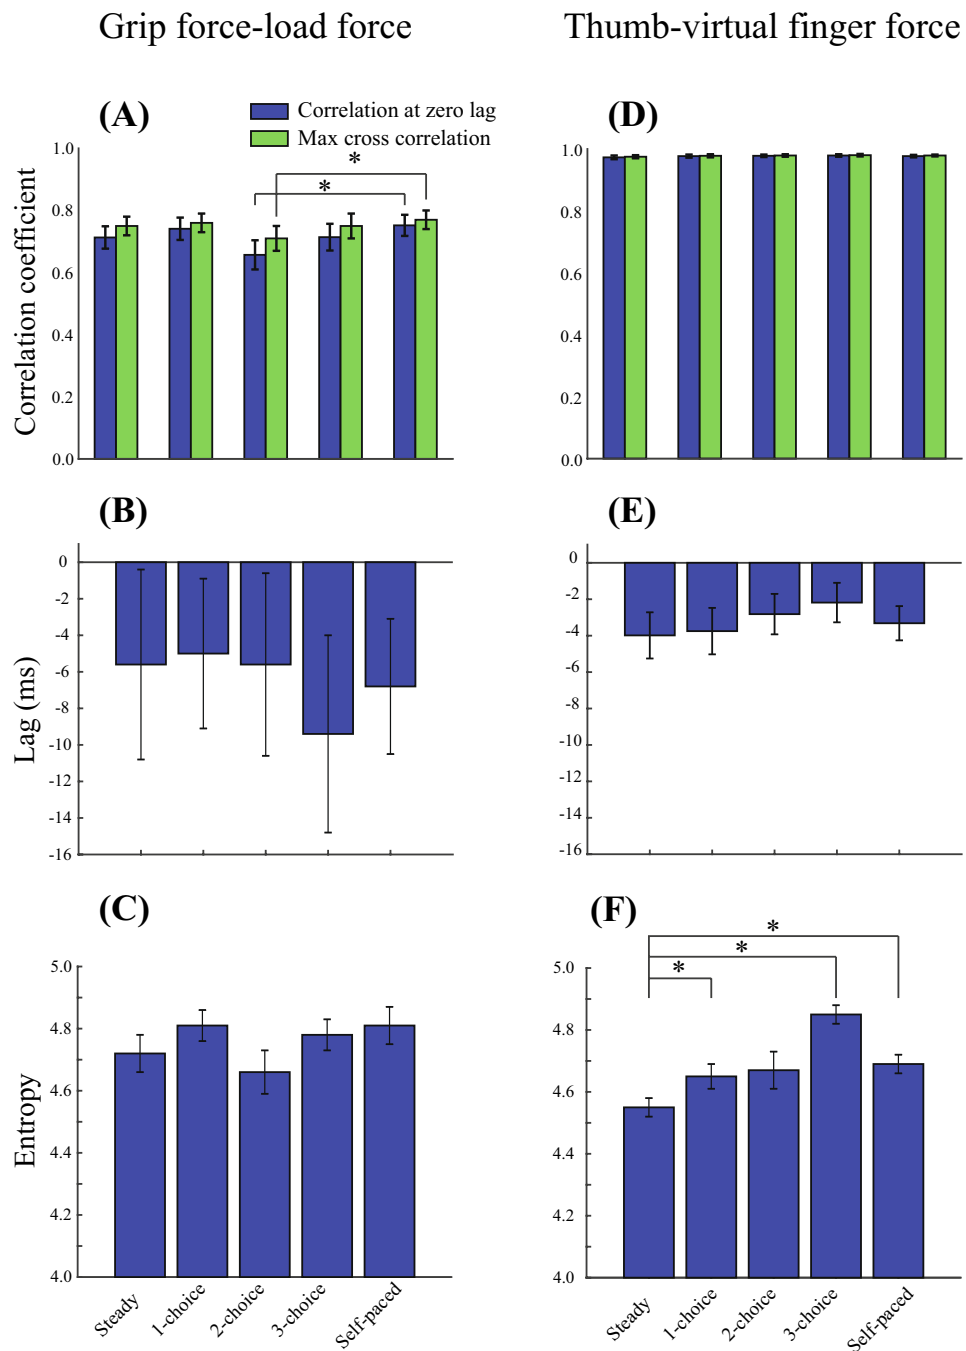 Grip force-load force
Thumb-virtual finger force
(A)
Correlation at zero lag
Max cross correlation
(D)
Correlation coefficient
1.0
0.8
0.6
0.4
0.2
0.0
*
*
1.0
0.8
0.6
0.4
0.2
0.0
(B)
(E)
Lag (ms)
0
-2
-4
-6
-8
-10
-12
-14
-16
0
-2
-4
-6
-8
-10
-12
-14
-16
(C)
(F)
Entropy
5.0
4.8
4.6
4.4
4.2
4.0
*
*
*
5.0
4.8
4.6
4.4
4.2
4.0
Steady
1-choice
2-choice
3-choice
Self-paced
Steady
1-choice
2-choice
3-choice
Self-paced